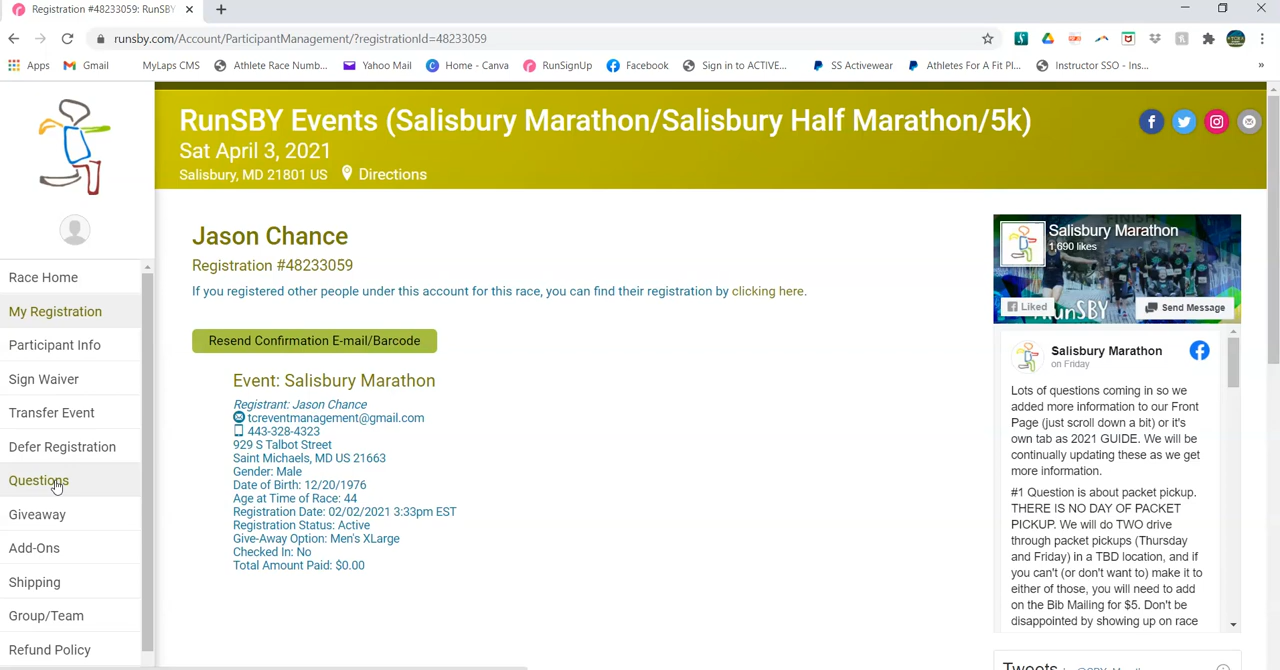 Registration #48233059: RunSBY
runsby.com/Account/ParticipantManagement/?registrationId=48233059
Apps
Gmail
MyLaps CMS
Athlete Race Numb...
Yahoo Mail
Home - Canva
RunSignUp
Facebook
Sign in to ACTIVE...
SS Activewear
Athletes For A Fit Pl...
Instructor SSO - Ins...
»
RunSBY Events (Salisbury Marathon/Salisbury Half Marathon/5k)
Sat April 3, 2021
Salisbury, MD 21801 US
Directions
Race Home
My Registration
Participant Info
Sign Waiver
Transfer Event
Defer Registration
Questions
Giveaway
Add-Ons
Shipping
Group/Team
Refund Policy
Jason Chance
Registration #48233059
If you registered other people under this account for this race, you can find their registration by clicking here.
Resend Confirmation E-mail/Barcode
Event: Salisbury Marathon
Registrant: Jason Chance
tcreventmanagement@gmail.com
443-328-4323
929 S Talbot Street
Saint Michaels, MD US 21663
Gender: Male
Date of Birth: 12/20/1976
Age at Time of Race: 44
Registration Date: 02/02/2021 3:33pm EST
Registration Status: Active
Give-Away Option: Men's XLarge
Checked In: No
Total Amount Paid: $0.00
FINISH
Salisbury Marathon
1,690 likes
Liked
RunSBY
Send Message
Salisbury Marathon
on Friday
Lots of questions coming in so we
added more information to our Front
Page (just scroll down a bit) or it's
own tab as 2021 GUIDE. We will be
continually updating these as we get
more information.
#1 Question is about packet pickup.
THERE IS NO DAY OF PACKET
PICKUP. We will do TWO drive
through packet pickups (Thursday
and Friday) in a TBD location, and if
you can't (or don't want to) make it to
either of those, you will need to add
on the Bib Mailing for $5. Don't be
disappointed by showing up on race
Tweets